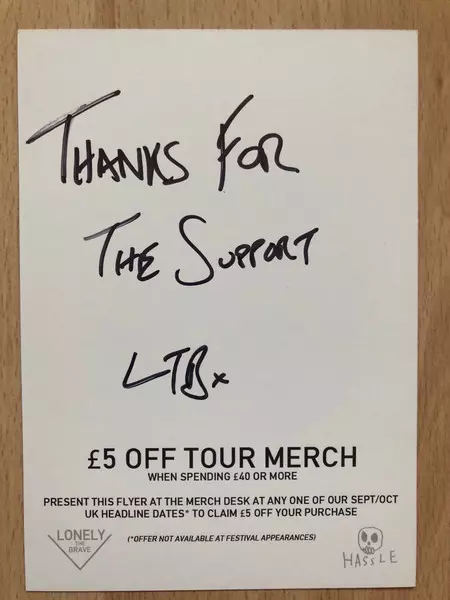 THANKS FOR
THE SUPPORT
LTB x
£5 OFF TOUR MERCH
WHEN SPENDING £40 OR MORE
PRESENT THIS FLYER AT THE MERCH DESK AT ANY ONE OF OUR SEPT/OCT
UK HEADLINE DATES* TO CLAIM £5 OFF YOUR PURCHASE
(*OFFER NOT AVAILABLE AT FESTIVAL APPEARANCES)
LONELY
THE
BRAVE
HASSLE